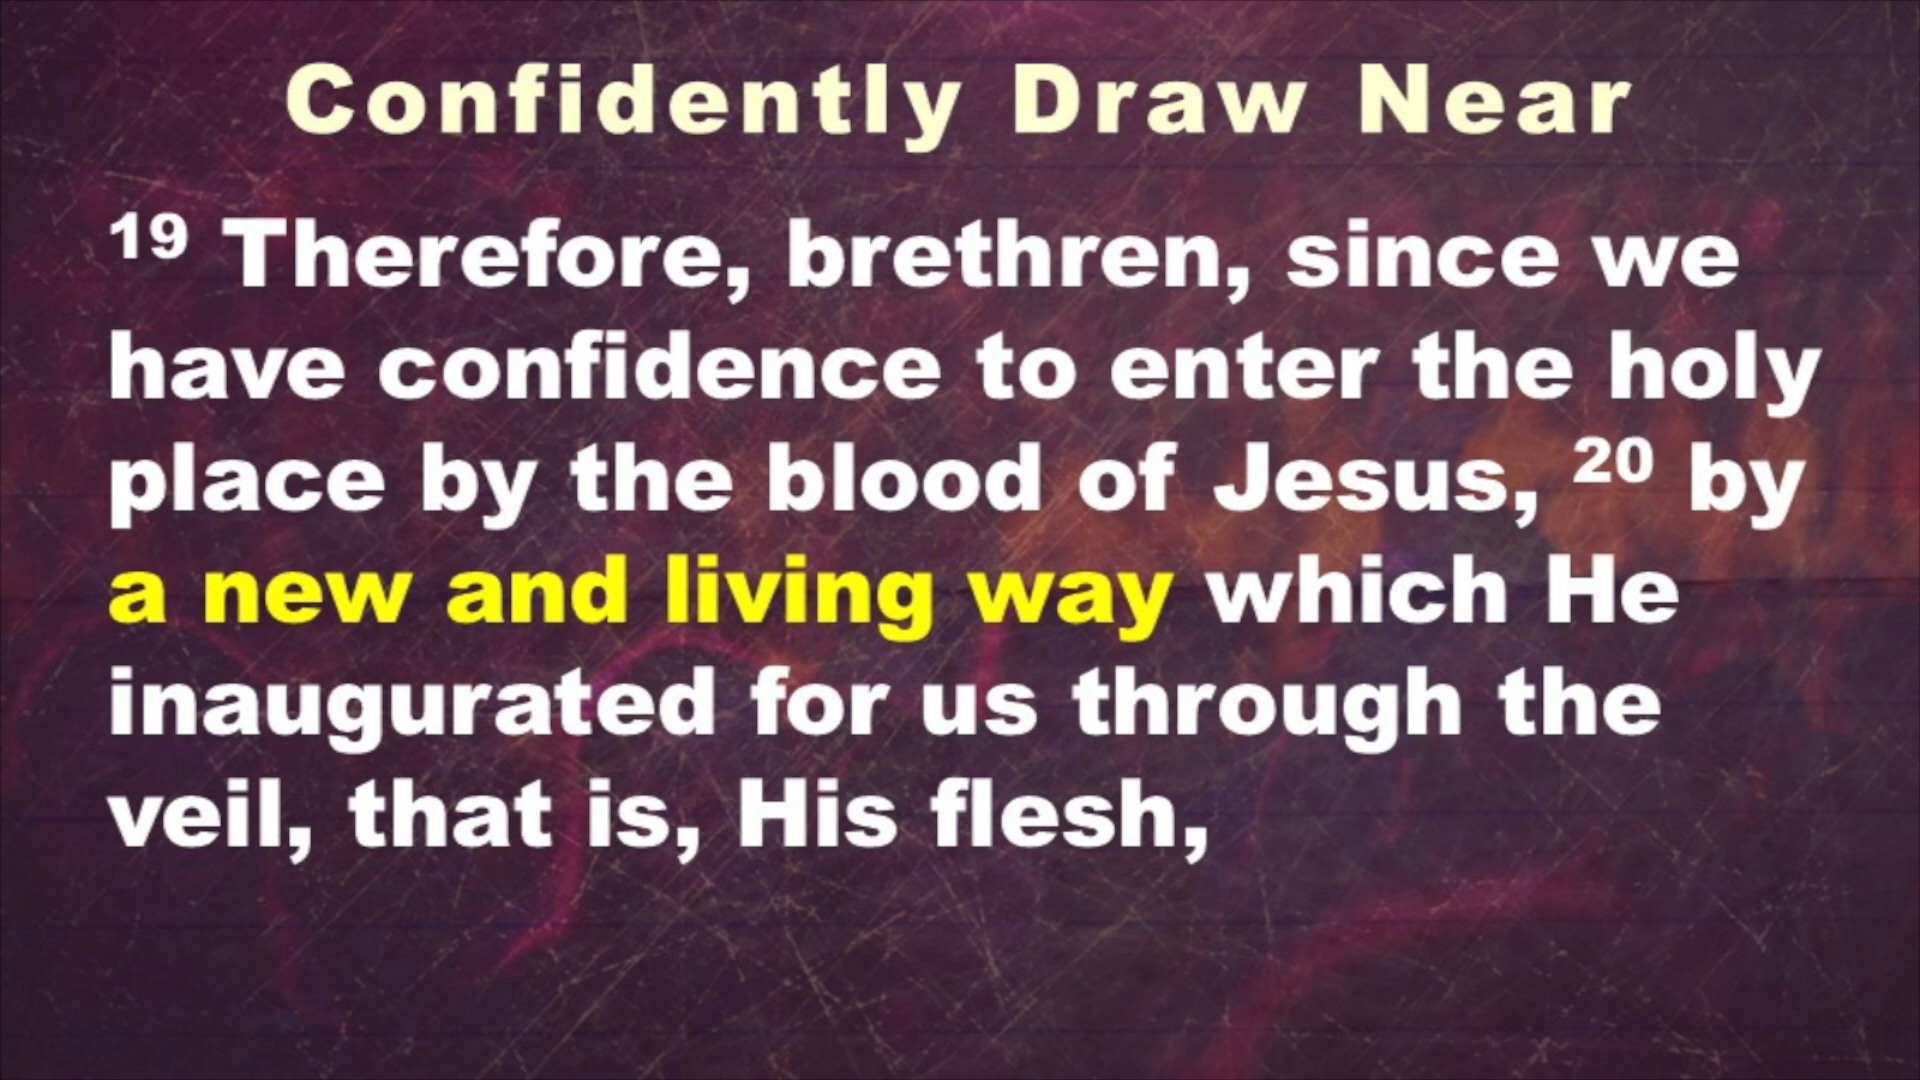 Confidently Draw Near
19 Therefore, brethren, since we
have confidence to enter the holy
place by the blood of Jesus, 20 by
a new and living way which He
inaugurated for us through the
veil, that is, His flesh,